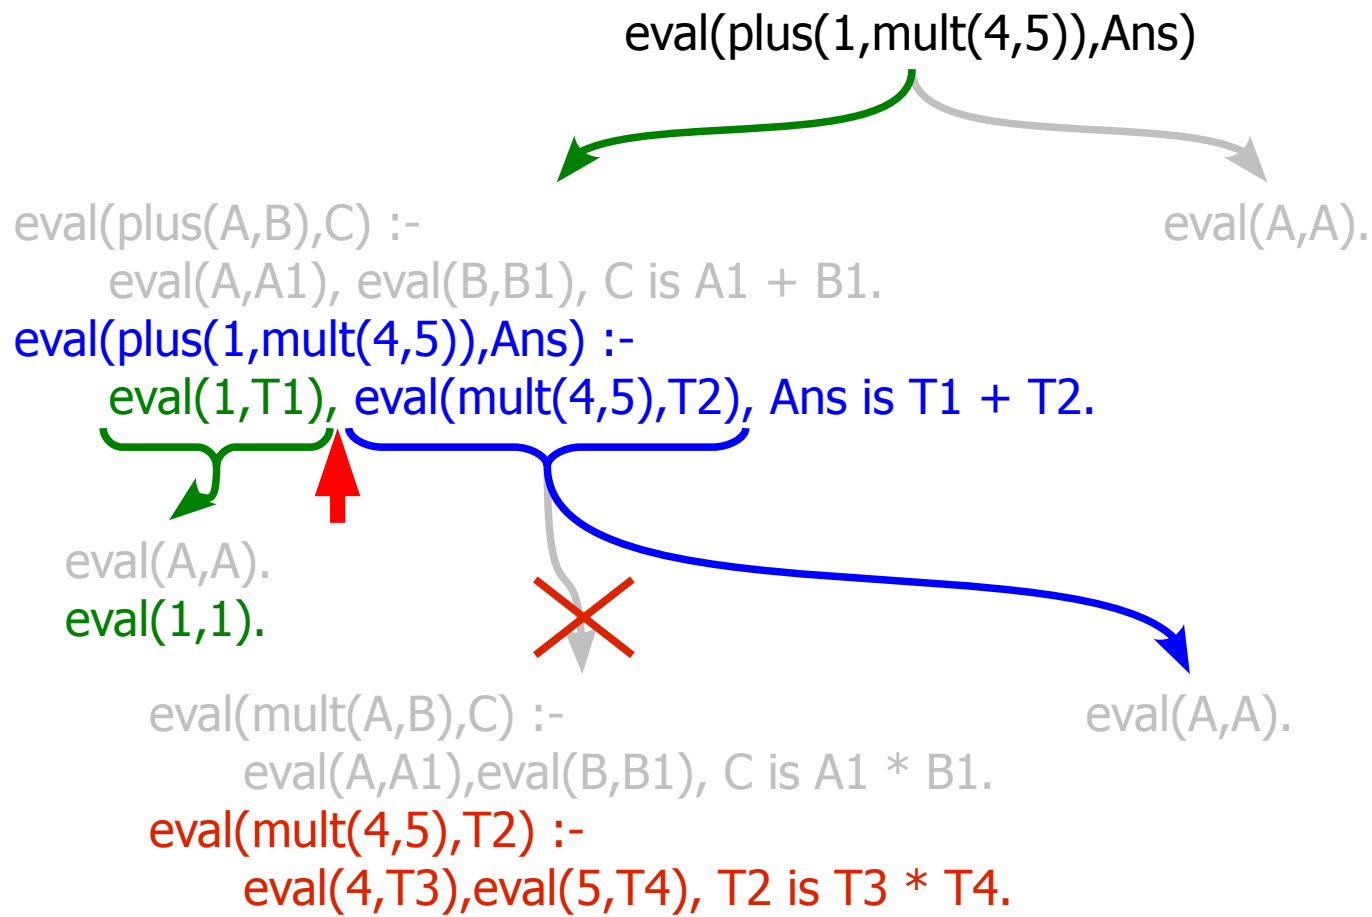 eval(plus(1,mult(4,5)),Ans)
eval(plus(A,B),C) :-
eval(A,A).
eval(A,A1), eval(B,B1), C is A1 + B1.
eval(plus(1,mult(4,5)),Ans) :-
eval(1,T1), eval(mult(4,5),T2), Ans is T1 + T2.
eval(A,A).
eval(1,1).
eval(mult(A,B),C) :-
eval(A,A).
eval(A,A1),eval(B,B1), C is A1 * B1.
eval(mult(4,5),T2) :-
eval(4,T3),eval(5,T4), T2 is T3 * T4.